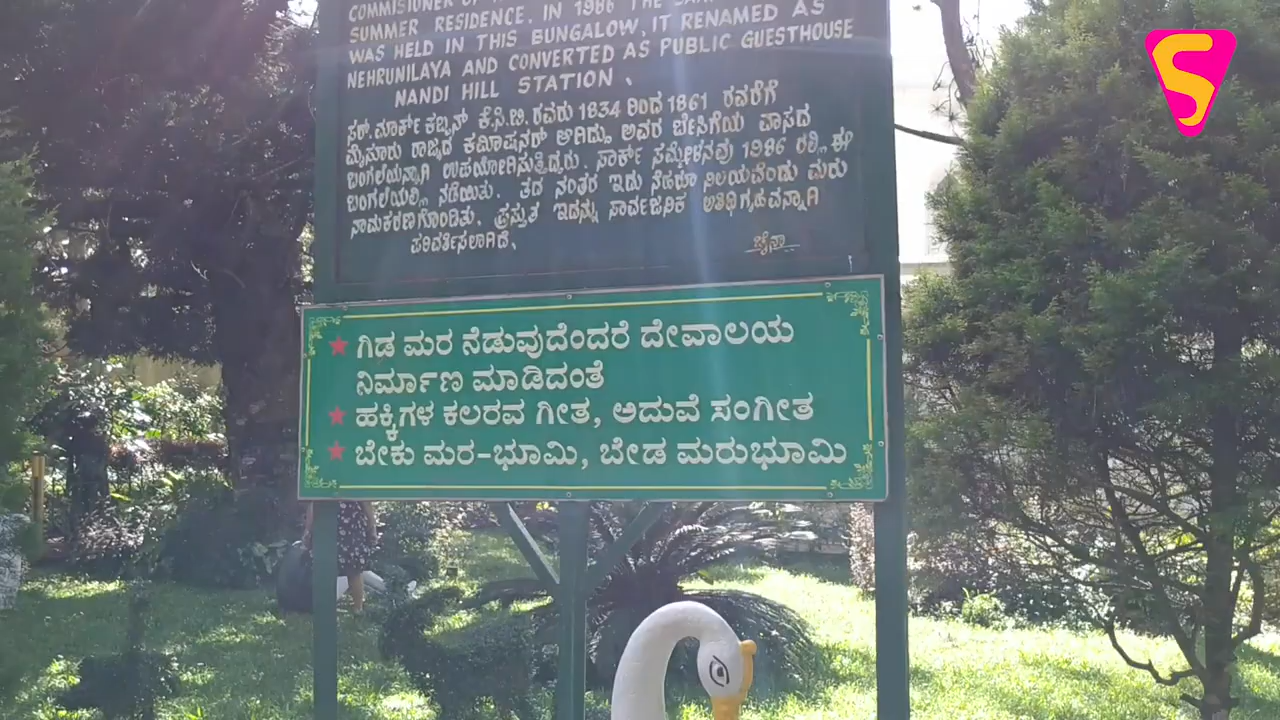 COMMISIONER OF
SUMMER RESIDENCE. IN 1986 THE
WAS HELD IN THIS BUNGALOW, IT RENAMED AS
NEHRUNILAYA AND CONVERTED AS PUBLIC GUESTHOUSE
NANDI HILL STATION.
ಸರ್.ಮಾರ್ಕ್ ಕಬ್ಬನ್ ಕೆ.ಸಿ.ಬಿ. ರವರು 1834 ರಿಂದ 1861 ರವರೆಗೆ
ಮೈಸೂರು ರಾಜ್ಯದ ಕಮೀಷನರ್ ಆಗಿದ್ದು ಅವರ ಬೇಸಿಗೆಯ ವಾಸದ
ಬಂಗಲೆಯನ್ನಾಗಿ ಉಪಯೋಗಿಸುತ್ತಿದ್ದರು. ಸಾರ್ಕ್ ಸಮ್ಮೇಳನವು 1986 ರಲ್ಲಿ ಈ
ಬಂಗಲೆಯಲ್ಲಿ ನಡೆಯಿತು. ತದ ನಂತರ ಇದು ನೆಹರೂ ನಿಲಯವೆಂದು ಮರು
ನಾಮಕರಣಗೊಂಡಿತು. ಪ್ರಸ್ತುತ ಇದನ್ನು ಸಾರ್ವಜನಿಕ ಅತಿಥಿಗೃಹವನ್ನಾಗಿ
ಪರಿವರ್ತಿಸಲಾಗಿದೆ.
ಗಿಡ ಮರ ನೆಡುವುದೆಂದರೆ ದೇವಾಲಯ
ನಿರ್ಮಾಣ ಮಾಡಿದಂತೆ
ಹಕ್ಕಿಗಳ ಕಲರವ ಗೀತ, ಅದುವೆ ಸಂಗೀತ
ಬೇಕು ಮರ-ಭೂಮಿ, ಬೇಡ ಮರುಭೂಮಿ
S